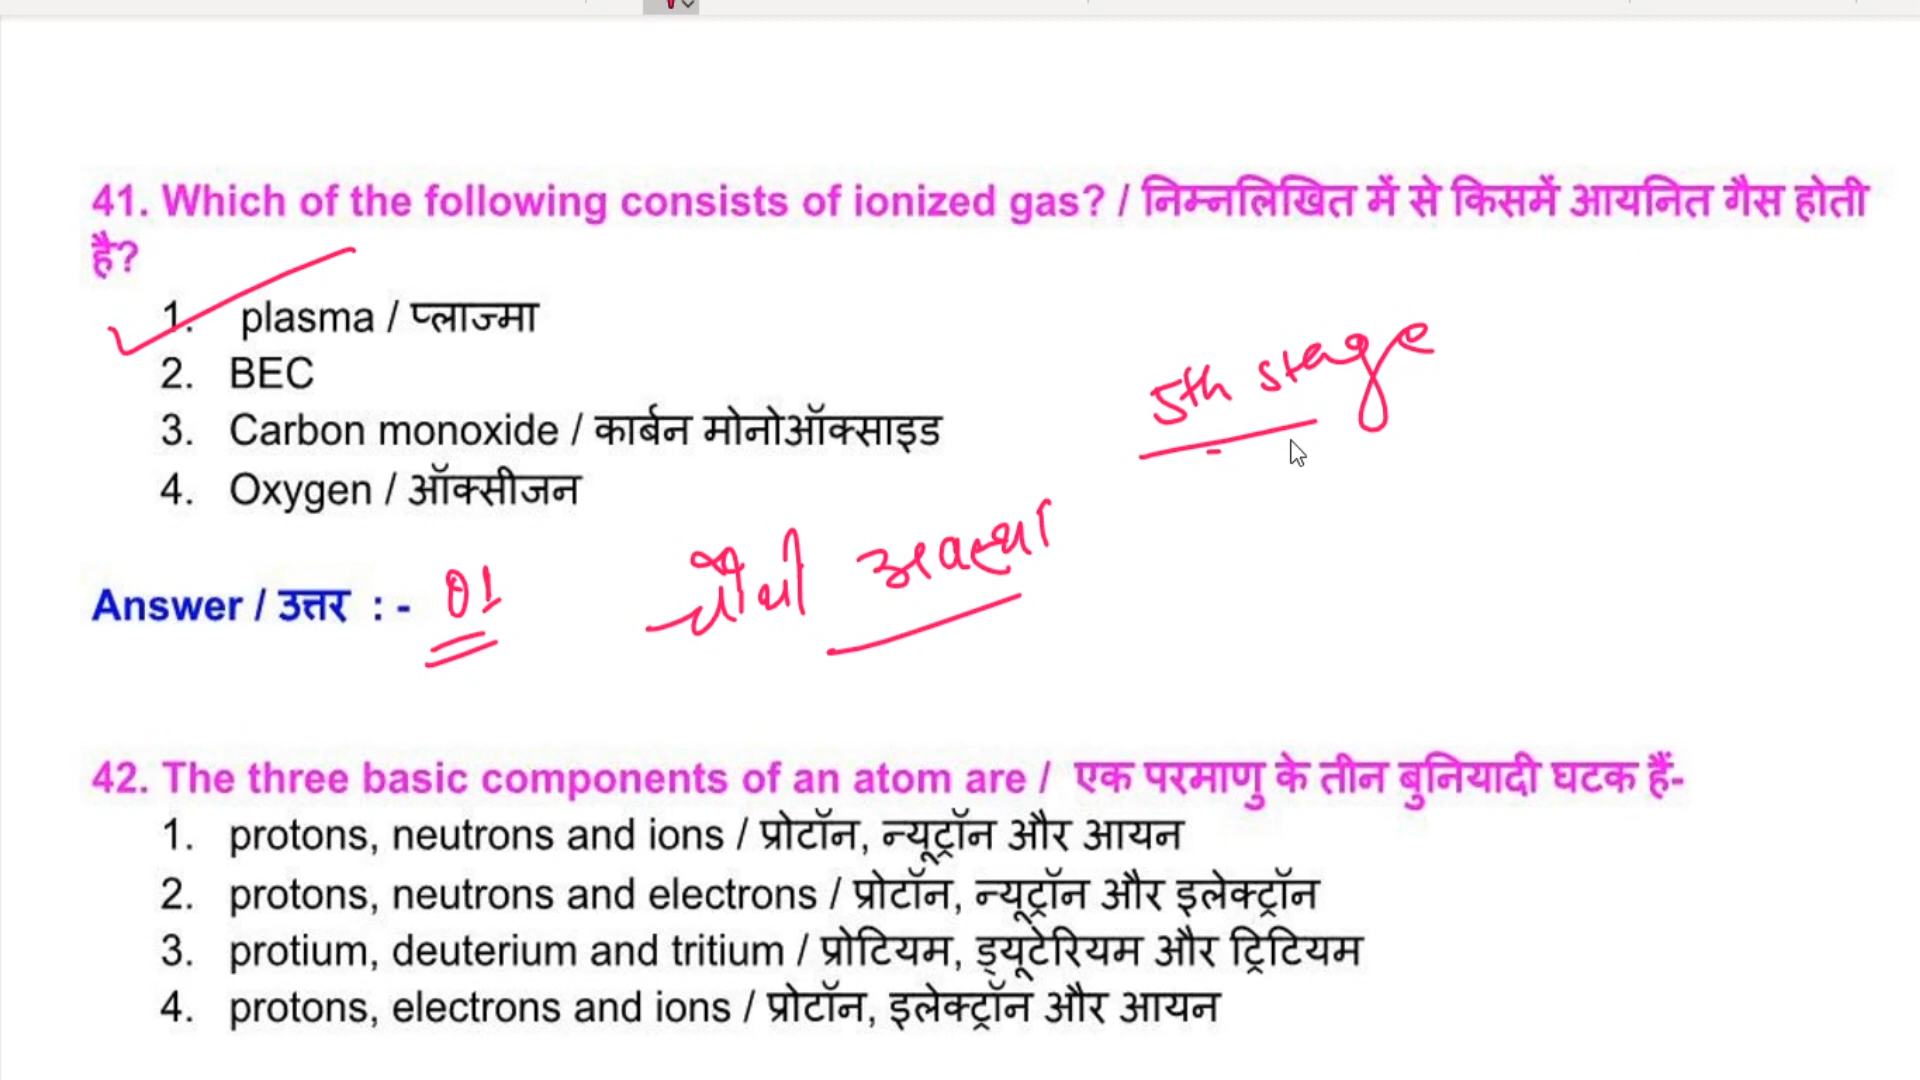 41. Which of the following consists of ionized gas? / निम्नलिखित में से किसमें आयनित गैस होती
है?
1. plasma / प्लाज्मा
2. BEC
3. Carbon monoxide / कार्बन मोनोऑक्साइड
4. Oxygen / ऑक्सीजन
5th stage
Answer / उत्तर : - 01
चौथी अवस्था
42. The three basic components of an atom are / एक परमाणु के तीन बुनियादी घटक हैं-
1. protons, neutrons and ions / प्रोटॉन, न्यूट्रॉन और आयन
2. protons, neutrons and electrons / प्रोटॉन, न्यूट्रॉन और इलेक्ट्रॉन
3. protium, deuterium and tritium / प्रोटियम, ड्यूटेरियम और ट्रिटियम
4. protons, electrons and ions / प्रोटॉन, इलेक्ट्रॉन और आयन